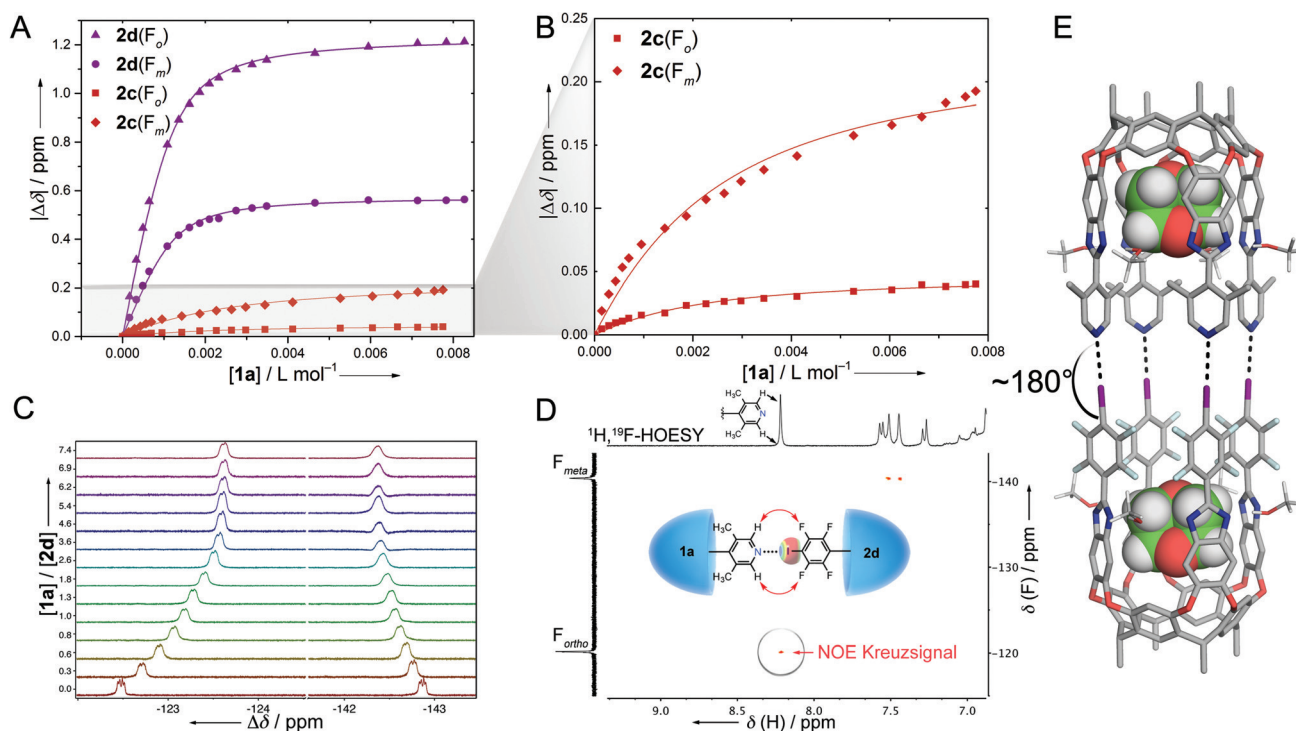 A
2d(Fo)
2d(Fm)
2c(Fo)
2c(Fm)
|Δδ| / ppm
1.2
1.0
0.8
0.6
0.4
0.2
0.0
0.000
0.002
0.004
0.006
0.008
[1a] / L mol⁻¹
B
2c(Fo)
2c(Fm)
|Δδ| / ppm
0.25
0.20
0.15
0.10
0.05
0.00
0.000
0.002
0.004
0.006
0.008
[1a] / L mol⁻¹
C
[1a] / [2d]
7.4
6.9
5.9
5.4
4.6
3.6
2.6
1.8
1.3
1.0
0.8
0.6
0.3
0.0
-123
-124
-142
-143
Δδ / ppm
D
¹H,¹⁹F-HOESY
H₃C
H
N
H₃C
H
Fmeta
Fortho
1a
H₃C
H
N
I
H₃C
H
F
F
F
F
2d
NOE Kreuzsignal
−140
−130
−120
δ (F) / ppm
9.0
8.5
8.0
7.5
7.0
δ (H) / ppm
E
~180°